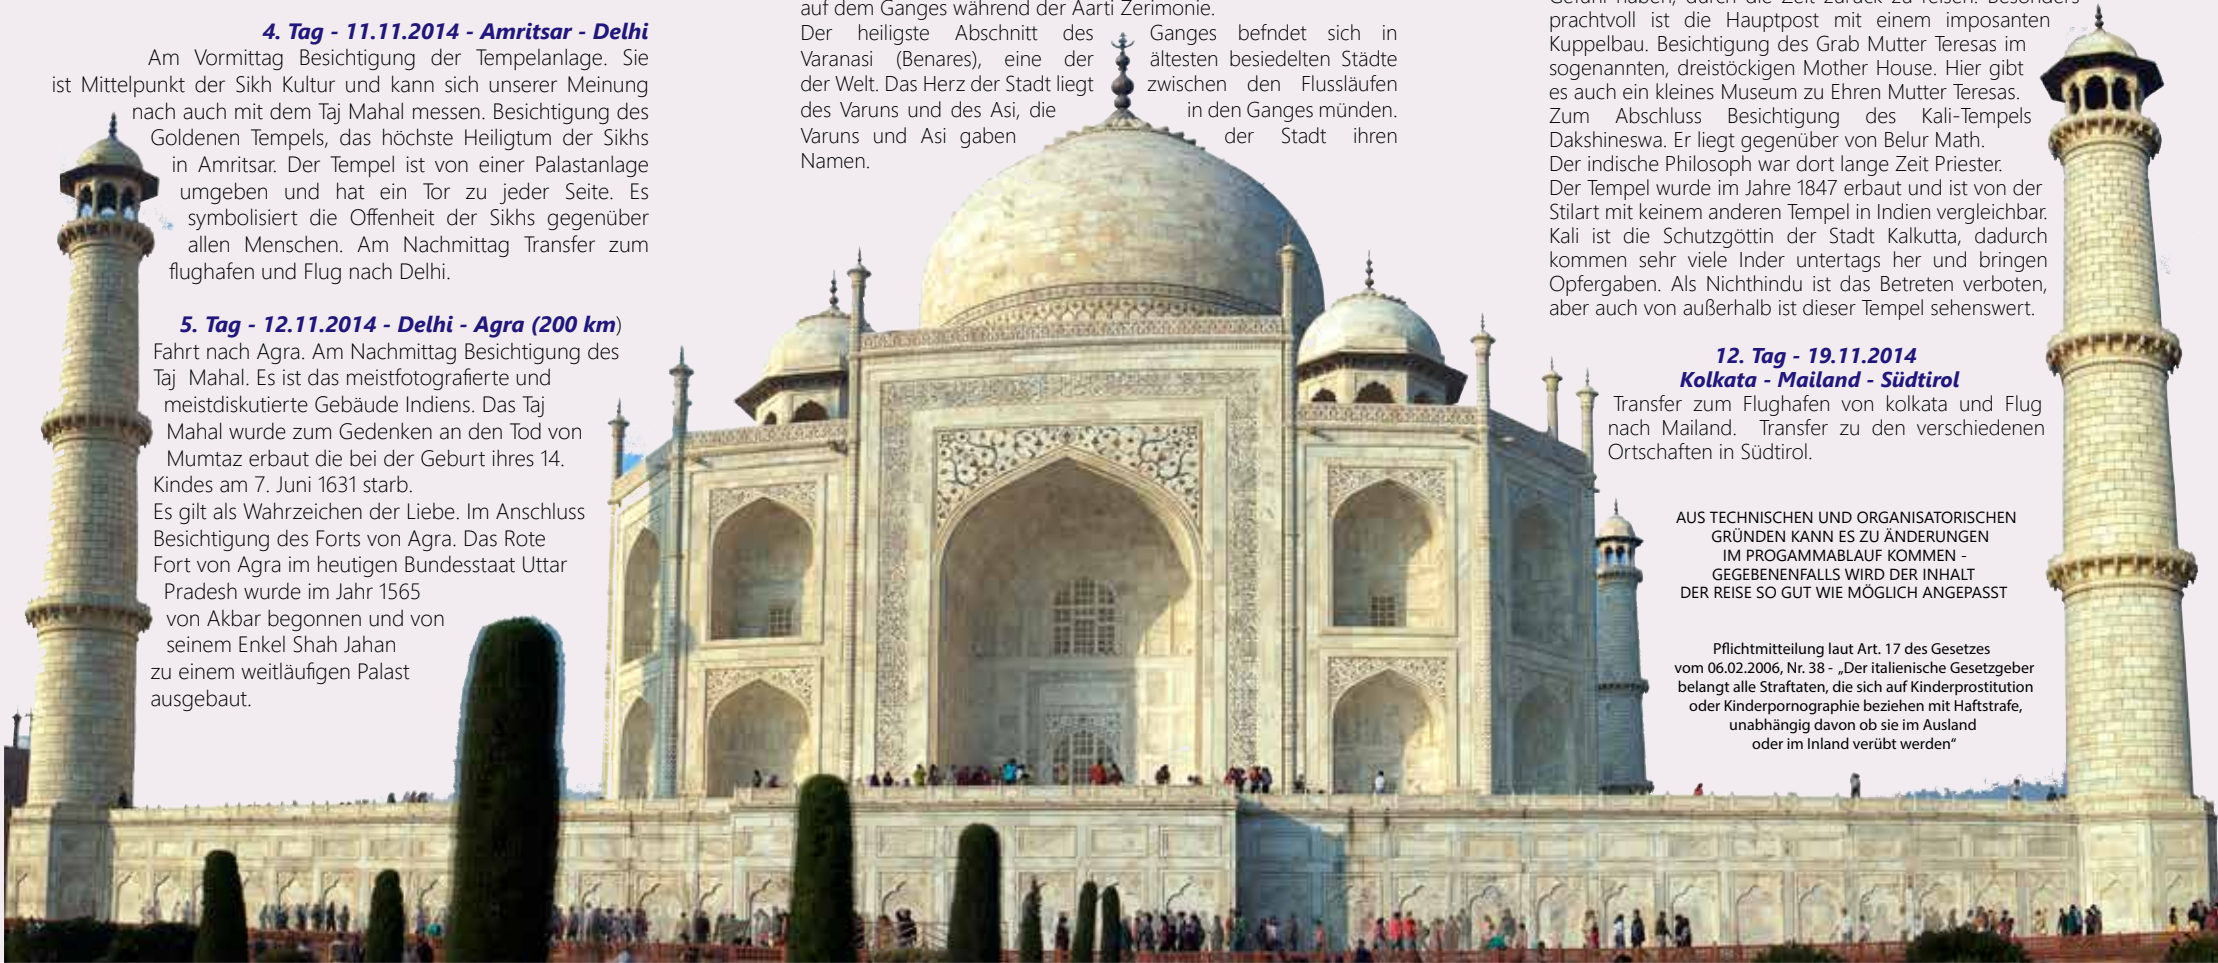 4. Tag - 11.11.2014 - Amritsar - Delhi
Am Vormittag Besichtigung der Tempelanlage. Sie
ist Mittelpunkt der Sikh Kultur und kann sich unserer Meinung
nach auch mit dem Taj Mahal messen. Besichtigung des
Goldenen Tempels, das höchste Heiligtum der Sikhs
in Amritsar. Der Tempel ist von einer Palastanlage
umgeben und hat ein Tor zu jeder Seite. Es
symbolisiert die Offenheit der Sikhs gegenüber
allen Menschen. Am Nachmittag Transfer zum
flughafen und Flug nach Delhi.
5. Tag - 12.11.2014 - Delhi - Agra (200 km)
Fahrt nach Agra. Am Nachmittag Besichtigung des
Taj Mahal. Es ist das meistfotografierte und
meistdiskutierte Gebäude Indiens. Das Taj
Mahal wurde zum Gedenken an den Tod von
Mumtaz erbaut die bei der Geburt ihres 14.
Kindes am 7. Juni 1631 starb.
Es gilt als Wahrzeichen der Liebe. Im Anschluss
Besichtigung des Forts von Agra. Das Rote
Fort von Agra im heutigen Bundesstaat Uttar
Pradesh wurde im Jahr 1565
von Akbar begonnen und von
seinem Enkel Shah Jahan
zu einem weitläufigen Palast
ausgebaut.
auf dem Ganges während der Aarti Zerimonie.
Der heiligste Abschnitt des Ganges befndet sich in
Varanasi (Benares), eine der ältesten besiedelten Städte
der Welt. Das Herz der Stadt liegt zwischen den Flussläufen
des Varuns und des Asi, die in den Ganges münden.
Varuns und Asi gaben der Stadt ihren
Namen.
Gefühl haben, durch die Zeit zurück zu reisen. Besonders
prachtvoll ist die Hauptpost mit einem imposanten
Kuppelbau. Besichtigung des Grab Mutter Teresas im
sogenannten, dreistöckigen Mother House. Hier gibt
es auch ein kleines Museum zu Ehren Mutter Teresas.
Zum Abschluss Besichtigung des Kali-Tempels
Dakshineswa. Er liegt gegenüber von Belur Math.
Der indische Philosoph war dort lange Zeit Priester.
Der Tempel wurde im Jahre 1847 erbaut und ist von der
Stilart mit keinem anderen Tempel in Indien vergleichbar.
Kali ist die Schutzgöttin der Stadt Kalkutta, dadurch
kommen sehr viele Inder untertags her und bringen
Opfergaben. Als Nichthindu ist das Betreten verboten,
aber auch von außerhalb ist dieser Tempel sehenswert.
12. Tag - 19.11.2014
Kolkata - Mailand - Südtirol
Transfer zum Flughafen von kolkata und Flug
nach Mailand. Transfer zu den verschiedenen
Ortschaften in Südtirol.
AUS TECHNISCHEN UND ORGANISATORISCHEN
GRÜNDEN KANN ES ZU ÄNDERUNGEN
IM PROGAMMABLAUF KOMMEN -
GEGEBENENFALLS WIRD DER INHALT
DER REISE SO GUT WIE MÖGLICH ANGEPASST
Pflichtmitteilung laut Art. 17 des Gesetzes
vom 06.02.2006, Nr. 38 - „Der italienische Gesetzgeber
belangt alle Straftaten, die sich auf Kinderprostitution
oder Kinderpornographie beziehen mit Haftstrafe,
unabhängig davon ob sie im Ausland
oder im Inland verübt werden“